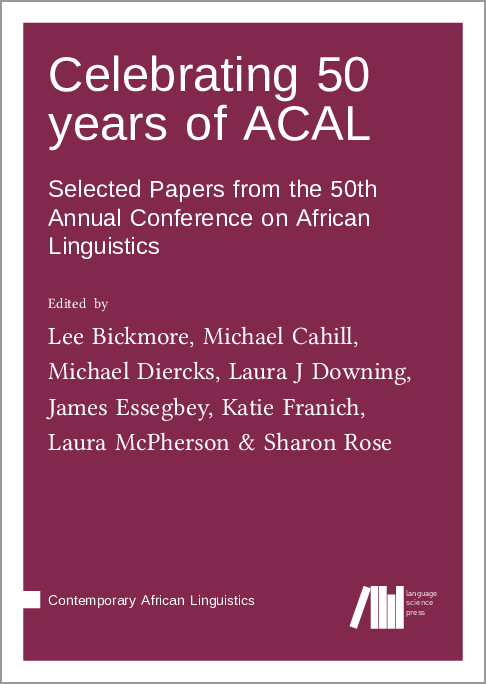 Celebrating 50
years of ACAL
Selected Papers from the 50th
Annual Conference on African
Linguistics
Edited by
Lee Bickmore, Michael Cahill,
Michael Diercks, Laura J Downing,
James Essegbey, Katie Franich,
Laura McPherson & Sharon Rose
Contemporary African Linguistics
language
science
press